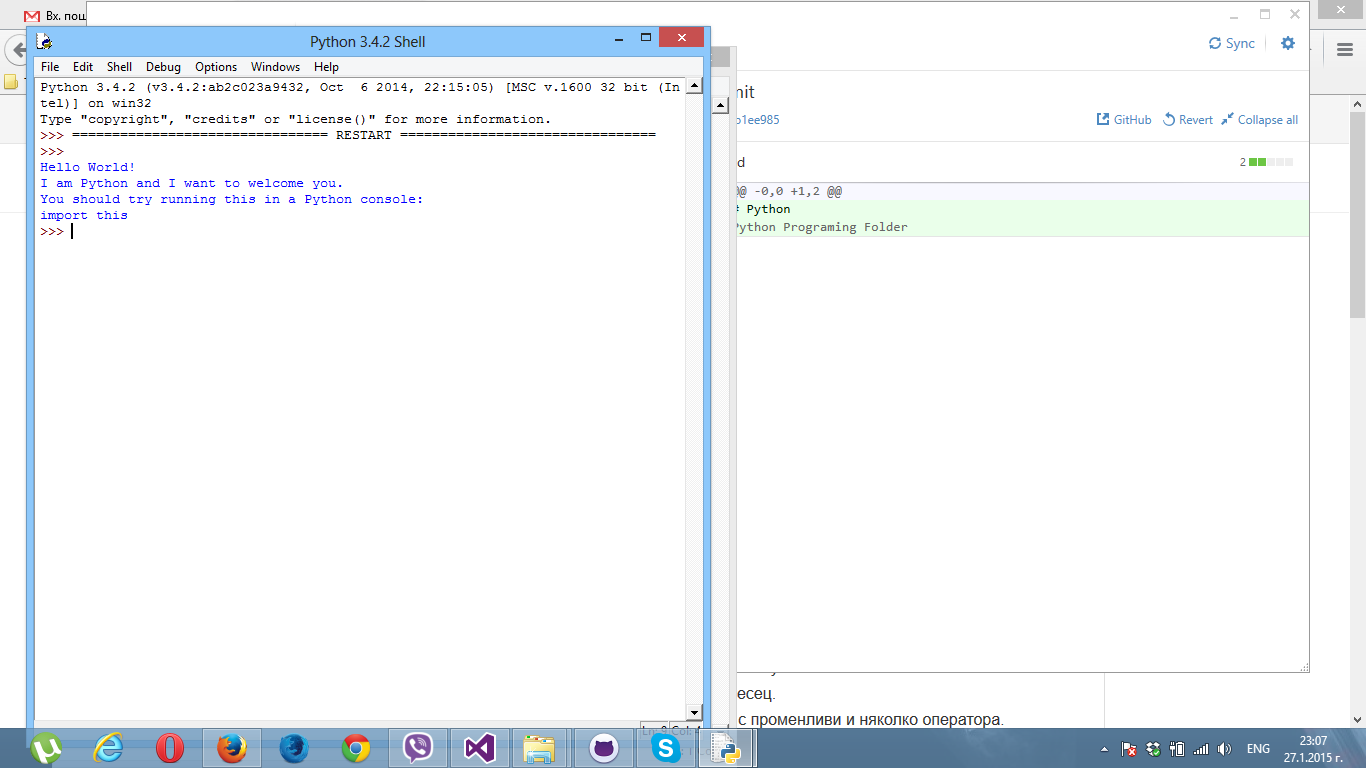 Вх. пощ
Python 3.4.2 Shell
File Edit Shell Debug Options Windows Help
Python 3.4.2 (v3.4.2:ab2c023a9432, Oct  6 2014, 22:15:05) [MSC v.1600 32 bit (In
tel)] on win32
Type "copyright", "credits" or "license()" for more information.
>>> ================================ RESTART ================================
>>>
Hello World!
I am Python and I want to welcome you.
You should try running this in a Python console:
import this
>>>
Sync
mit
b1ee985
GitHub Revert Collapse all
d
2
@@ -0,0 +1,2 @@
# Python
Python Programing Folder
есец.
с променливи и няколко оператора.
ENG
23:07
27.1.2015 г.